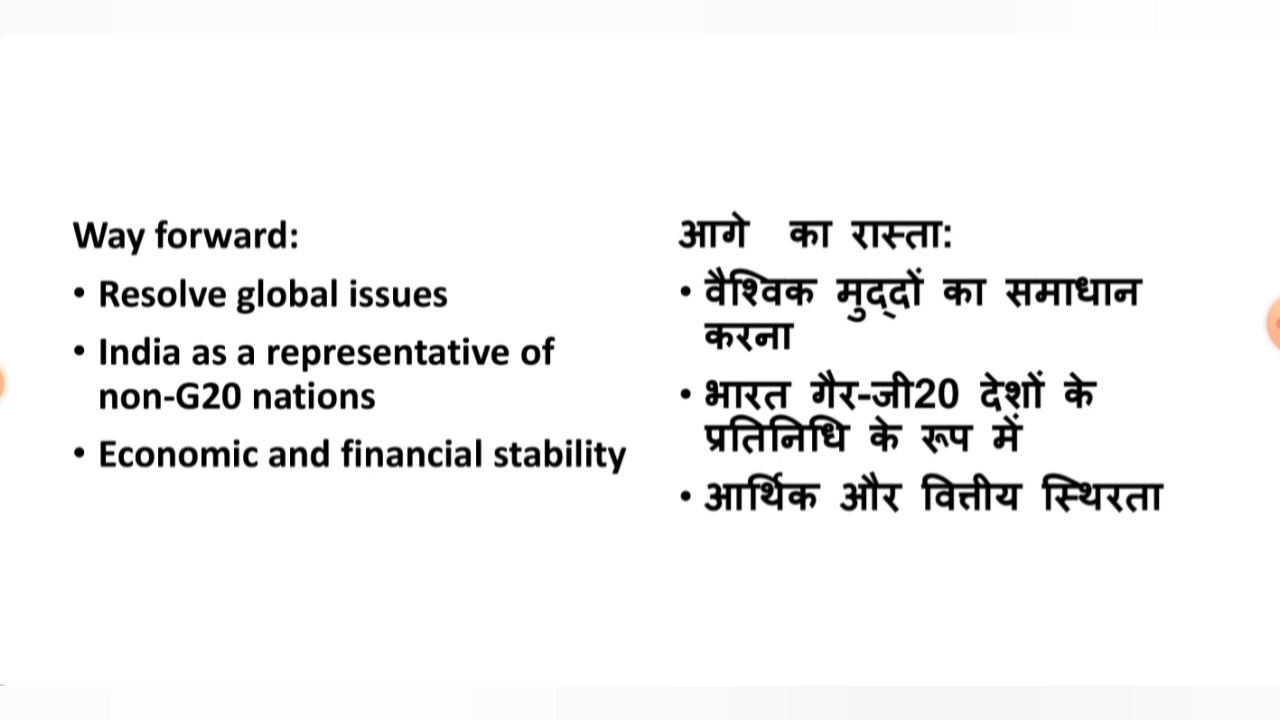 Way forward:
• Resolve global issues
• India as a representative of
non-G20 nations
• Economic and financial stability
आगे का रास्ता:
• वैश्विक मुद्दों का समाधान
करना
• भारत गैर-जी20 देशों के
प्रतिनिधि के रूप में
• आर्थिक और वित्तीय स्थिरता